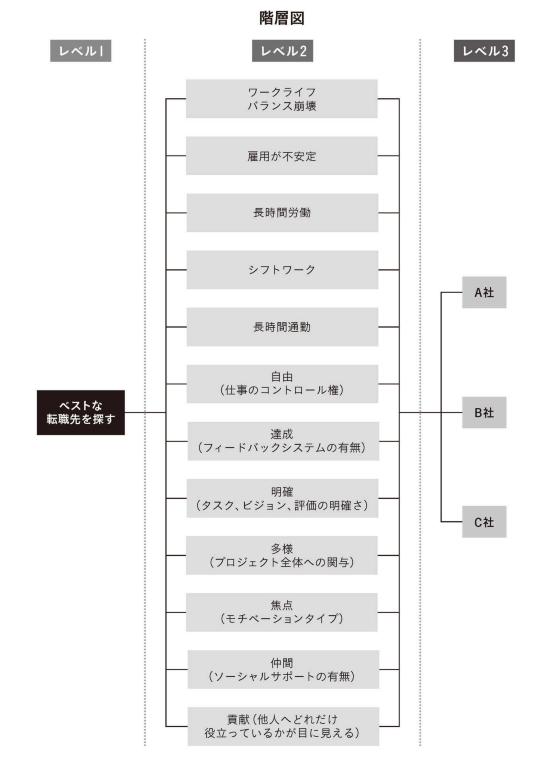 階層図
レベル1
レベル2
レベル3
ワークライフ
バランス崩壊
雇用が不安定
長時間労働
シフトワーク
長時間通勤
自由
(仕事のコントロール権)
達成
(フィードバックシステムの有無)
明確
(タスク、ビジョン、評価の明確さ)
多様
(プロジェクト全体への関与)
焦点
(モチベーションタイプ)
仲間
(ソーシャルサポートの有無)
貢献(他人へどれだけ
役立っているかが目に見える)
ベストな
転職先を探す
A社
B社
C社